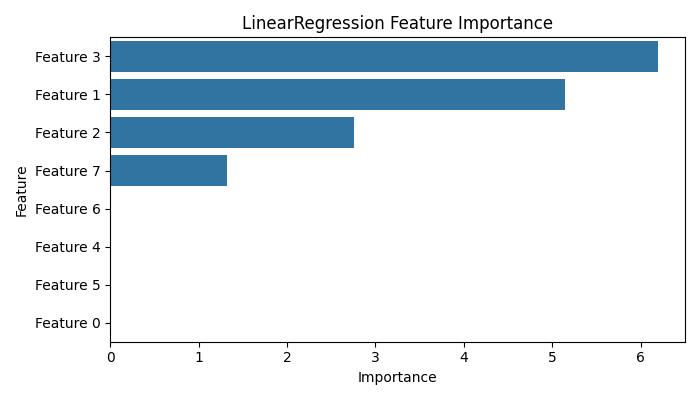 LinearRegression Feature Importance
Feature 3
Feature 1
Feature 2
Feature 7
Feature 6
Feature 4
Feature 5
Feature 0
Feature
0 1 2 3 4 5 6
Importance